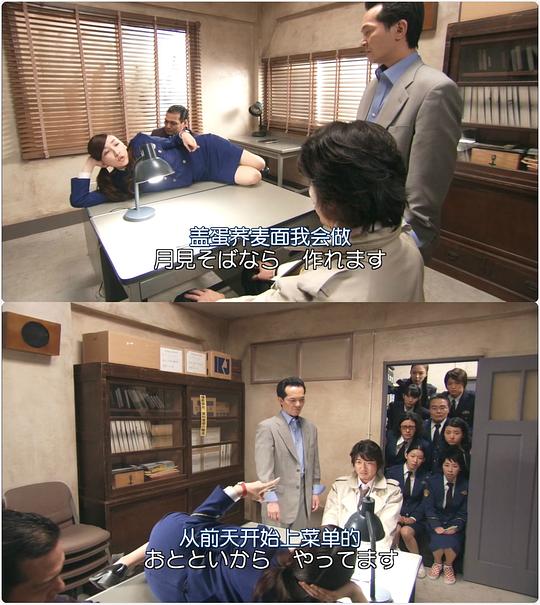 盖蛋荞麦面我会做
月見そばなら 作れます
从前天开始上菜单的
おとといから やってます